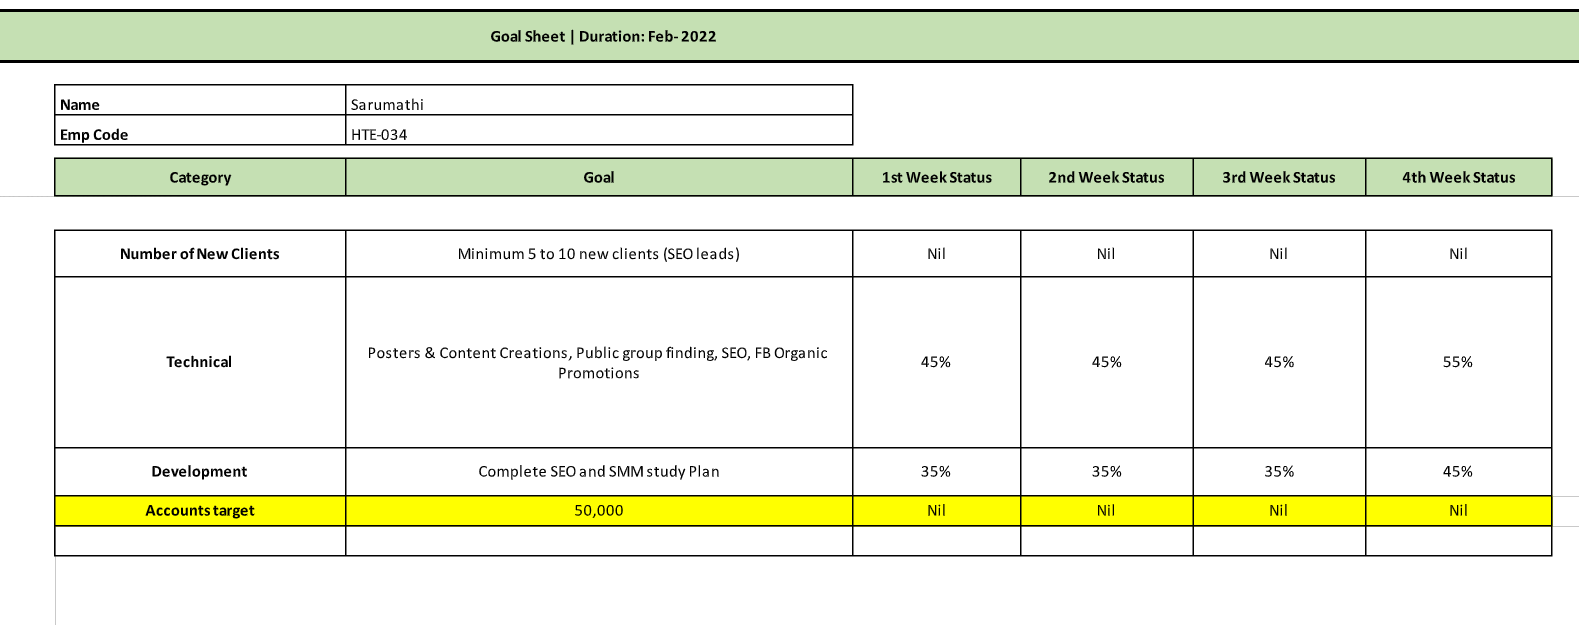 Goal Sheet | Duration: Feb- 2022
Name Sarumathi
Emp Code HTE-034
Category Goal 1st Week Status 2nd Week Status 3rd Week Status 4th Week Status
Number of New Clients Minimum 5 to 10 new clients (SEO leads) Nil Nil Nil Nil
Technical Posters & Content Creations, Public group finding, SEO, FB Organic
Promotions 45% 45% 45% 55%
Development Complete SEO and SMM study Plan 35% 35% 35% 45%
Accounts target 50,000 Nil Nil Nil Nil